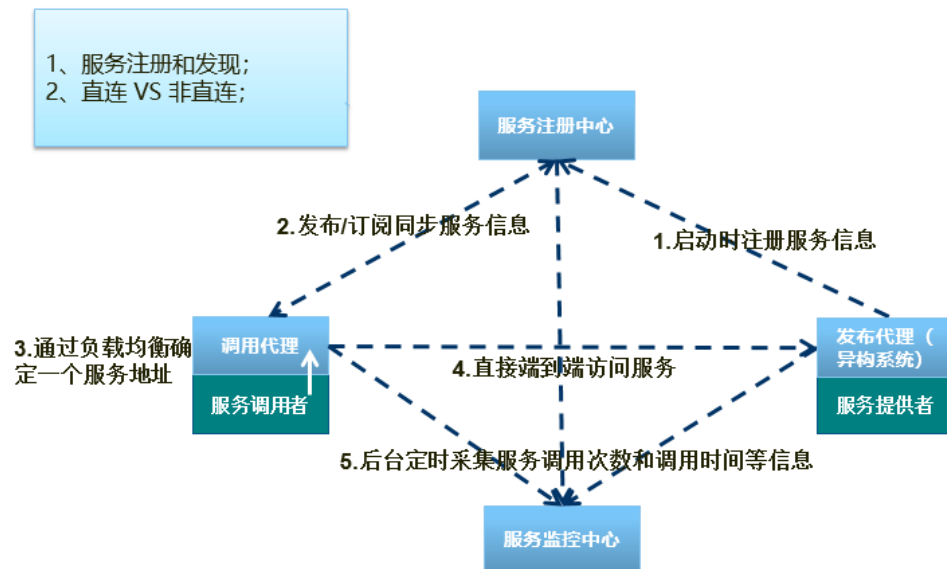 1、服务注册和发现；
2、直连 VS 非直连；
服务注册中心
2.发布/订阅同步服务信息
1.启动时注册服务信息
3.通过负载均衡确
定一个服务地址
调用代理
服务调用者
4.直接端到端访问服务
发布代理（
异构系统）
服务提供者
5.后台定时采集服务调用次数和调用时间等信息
服务监控中心